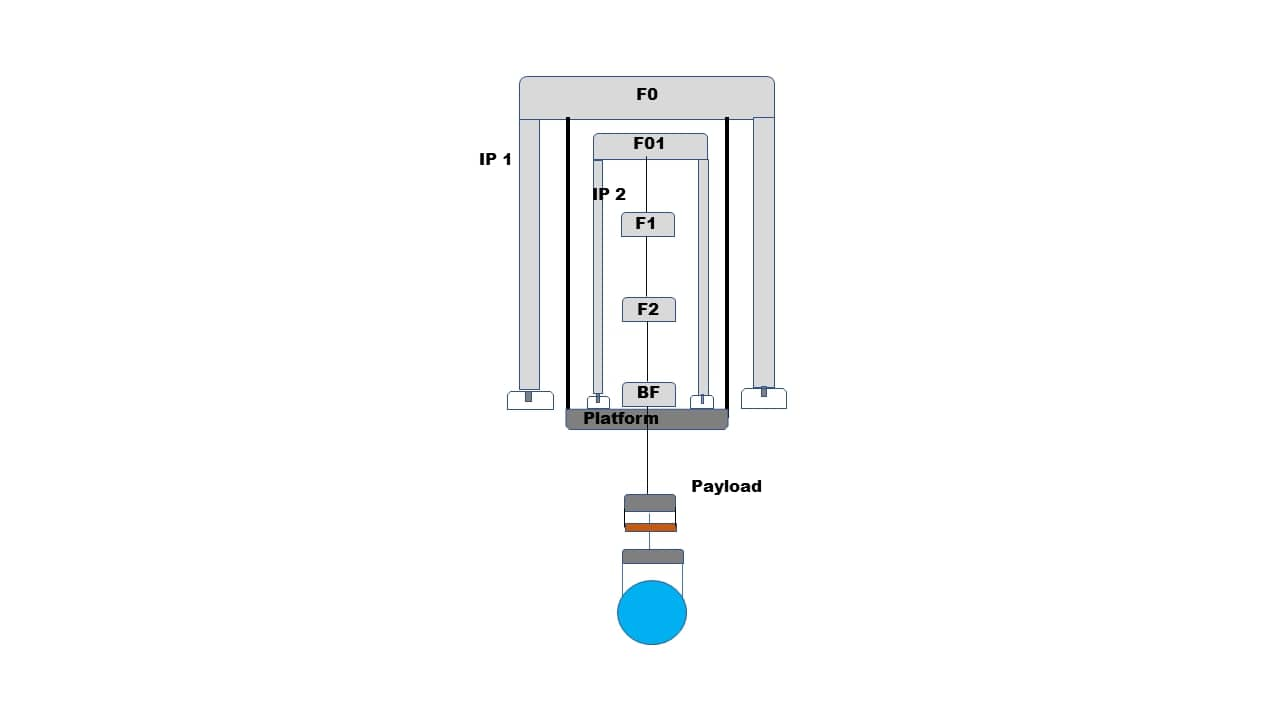 F0
F01
IP 1
IP 2
F1
F2
BF
Platform
Payload